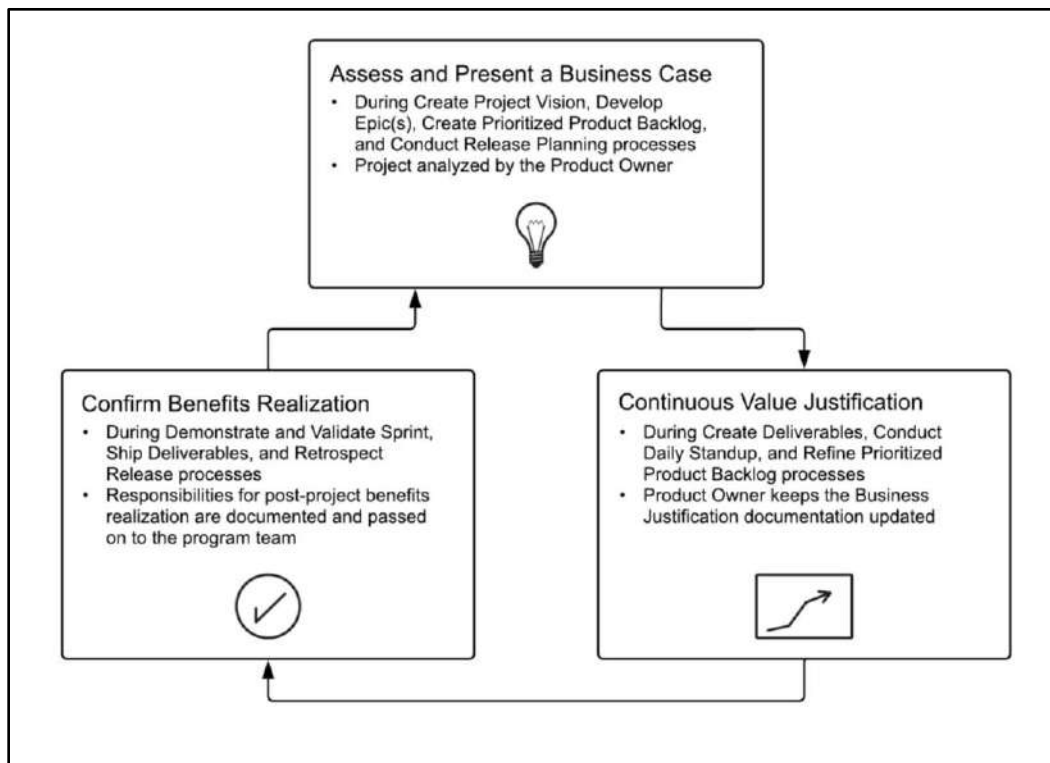 Assess and Present a Business Case
• During Create Project Vision, Develop
Epic(s), Create Prioritized Product Backlog,
and Conduct Release Planning processes
• Project analyzed by the Product Owner
Confirm Benefits Realization
• During Demonstrate and Validate Sprint,
Ship Deliverables, and Retrospect
Release processes
• Responsibilities for post-project benefits
realization are documented and passed
on to the program team
Continuous Value Justification
• During Create Deliverables, Conduct
Daily Standup, and Refine Prioritized
Product Backlog processes
• Product Owner keeps the Business
Justification documentation updated